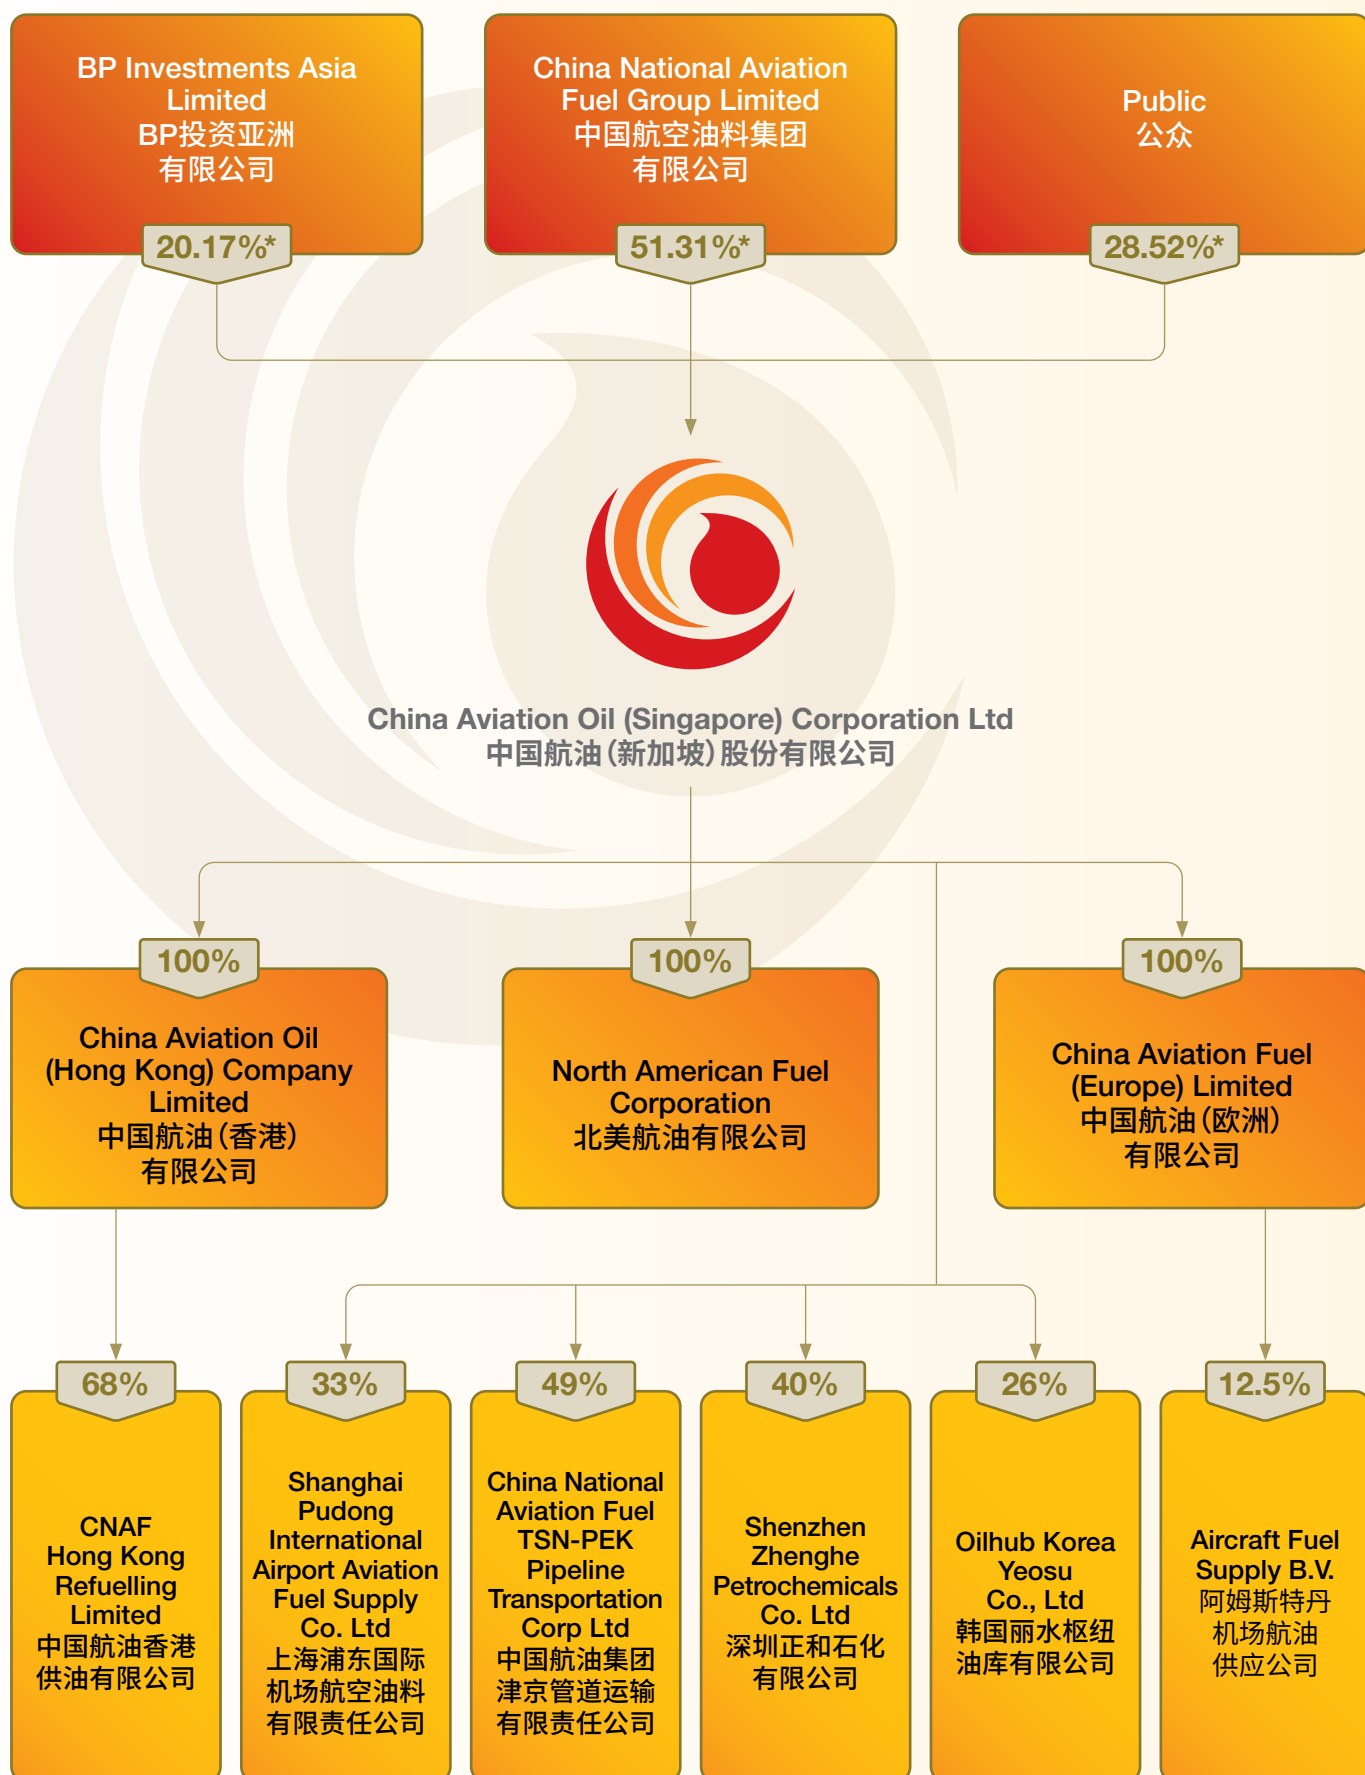 BP Investments Asia
Limited
BP投资亚洲
有限公司
20.17%*
China National Aviation
Fuel Group Limited
中国航空油料集团
有限公司
51.31%*
Public
公众
28.52%*
China Aviation Oil (Singapore) Corporation Ltd
中国航油(新加坡)股份有限公司
100%
China Aviation Oil
(Hong Kong) Company
Limited
中国航油(香港)
有限公司
100%
North American Fuel
Corporation
北美航油有限公司
100%
China Aviation Fuel
(Europe) Limited
中国航油(欧洲)
有限公司
68%
CNAF
Hong Kong
Refuelling
Limited
中国航油香港
供油有限公司
33%
Shanghai
Pudong
International
Airport Aviation
Fuel Supply
Co. Ltd
上海浦东国际
机场航空油料
有限责任公司
49%
China National
Aviation Fuel
TSN-PEK
Pipeline
Transportation
Corp Ltd
中国航油集团
津京管道运输
有限责任公司
40%
Shenzhen
Zhenghe
Petrochemicals
Co. Ltd
深圳正和石化
有限公司
26%
Oilhub Korea
Yeosu
Co., Ltd
韩国丽水枢纽
油库有限公司
12.5%
Aircraft Fuel
Supply B.V.
阿姆斯特丹
机场航油
供应公司